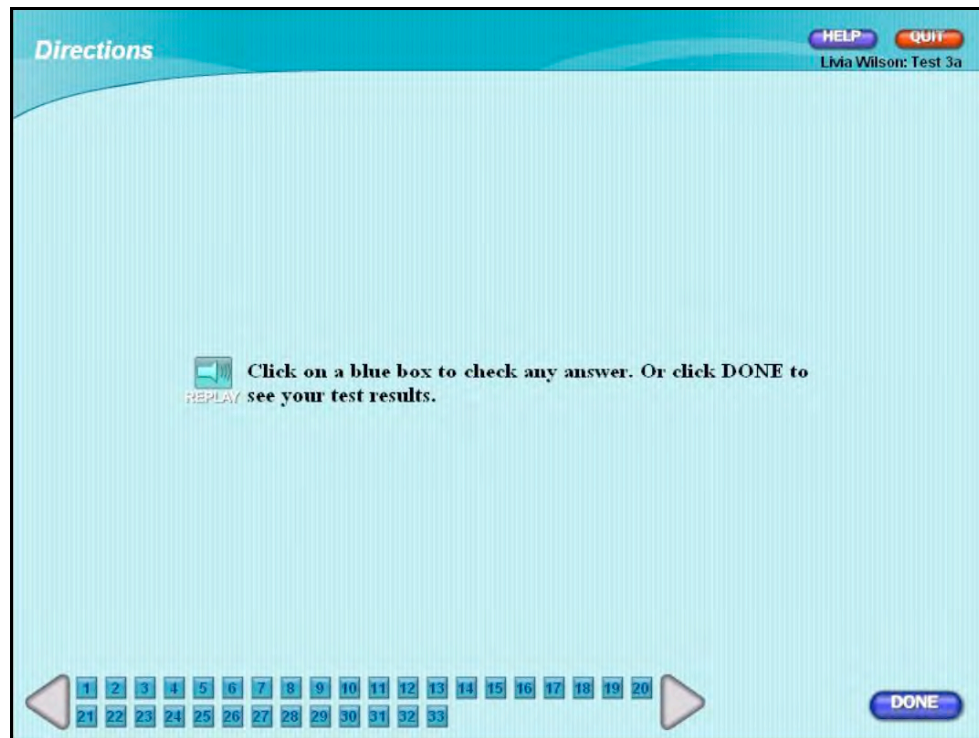 Directions
HELP QUIT
Livia Wilson: Test 3a
Click on a blue box to check any answer. Or click DONE to
REPLAY see your test results.
1 2 3 4 5 6 7 8 9 10 11 12 13 14 15 16 17 18 19 20
21 22 23 24 25 26 27 28 29 30 31 32 33
DONE